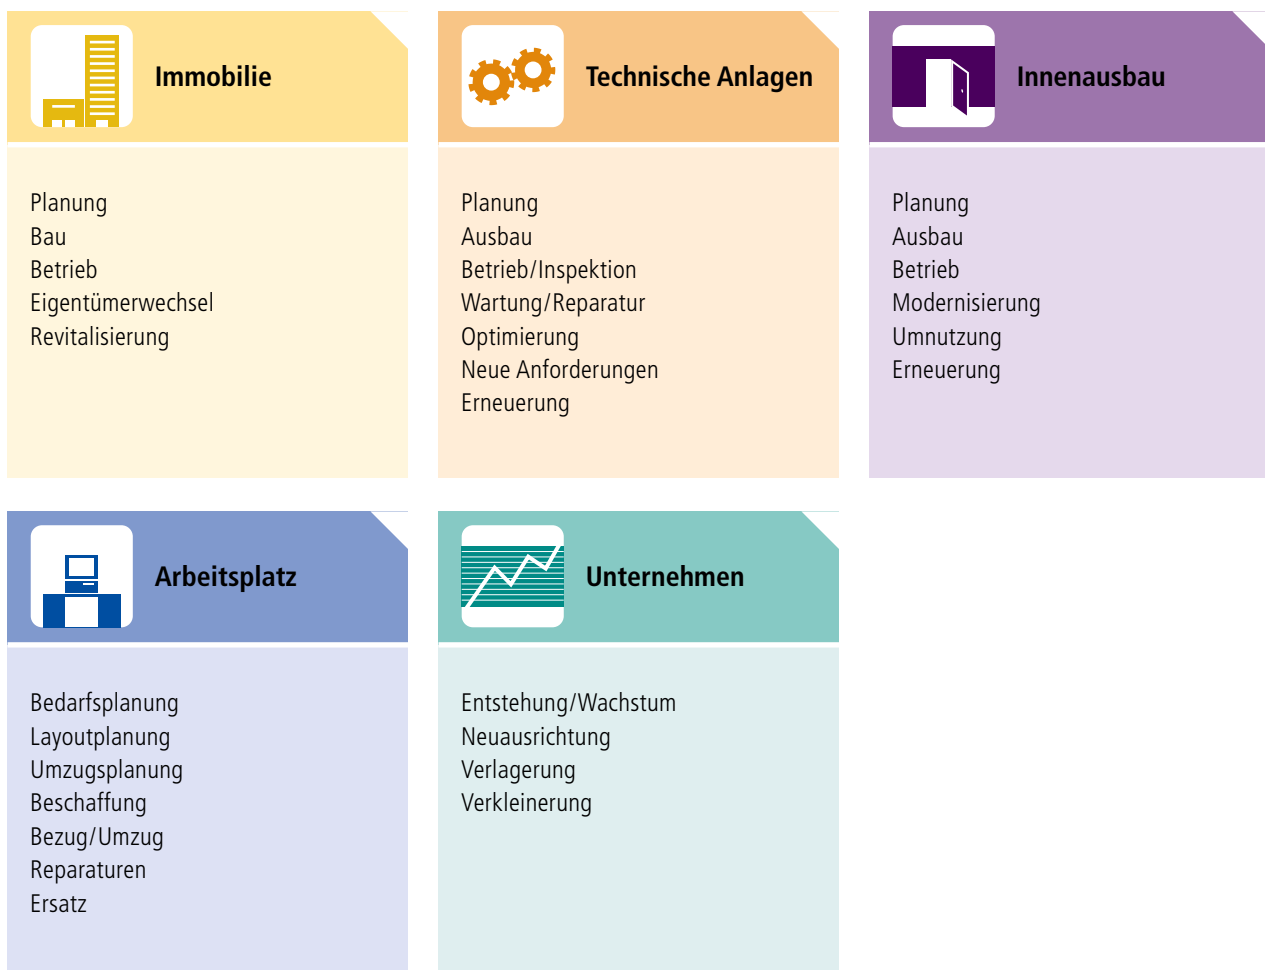 Immobilie
Planung
Bau
Betrieb
Eigentümerwechsel
Revitalisierung
Technische Anlagen
Planung
Ausbau
Betrieb/Inspektion
Wartung/Reparatur
Optimierung
Neue Anforderungen
Erneuerung
Innenausbau
Planung
Ausbau
Betrieb
Modernisierung
Umnutzung
Erneuerung
Arbeitsplatz
Bedarfsplanung
Layoutplanung
Umzugsplanung
Beschaffung
Bezug/Umzug
Reparaturen
Ersatz
Unternehmen
Entstehung/Wachstum
Neuausrichtung
Verlagerung
Verkleinerung